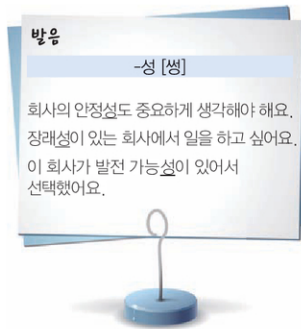 발음
-성 [썽]
회사의 안정성도 중요하게 생각해야 해요.
장래성이 있는 회사에서 일을 하고 싶어요.
이 회사가 발전 가능성이 있어서
선택했어요.